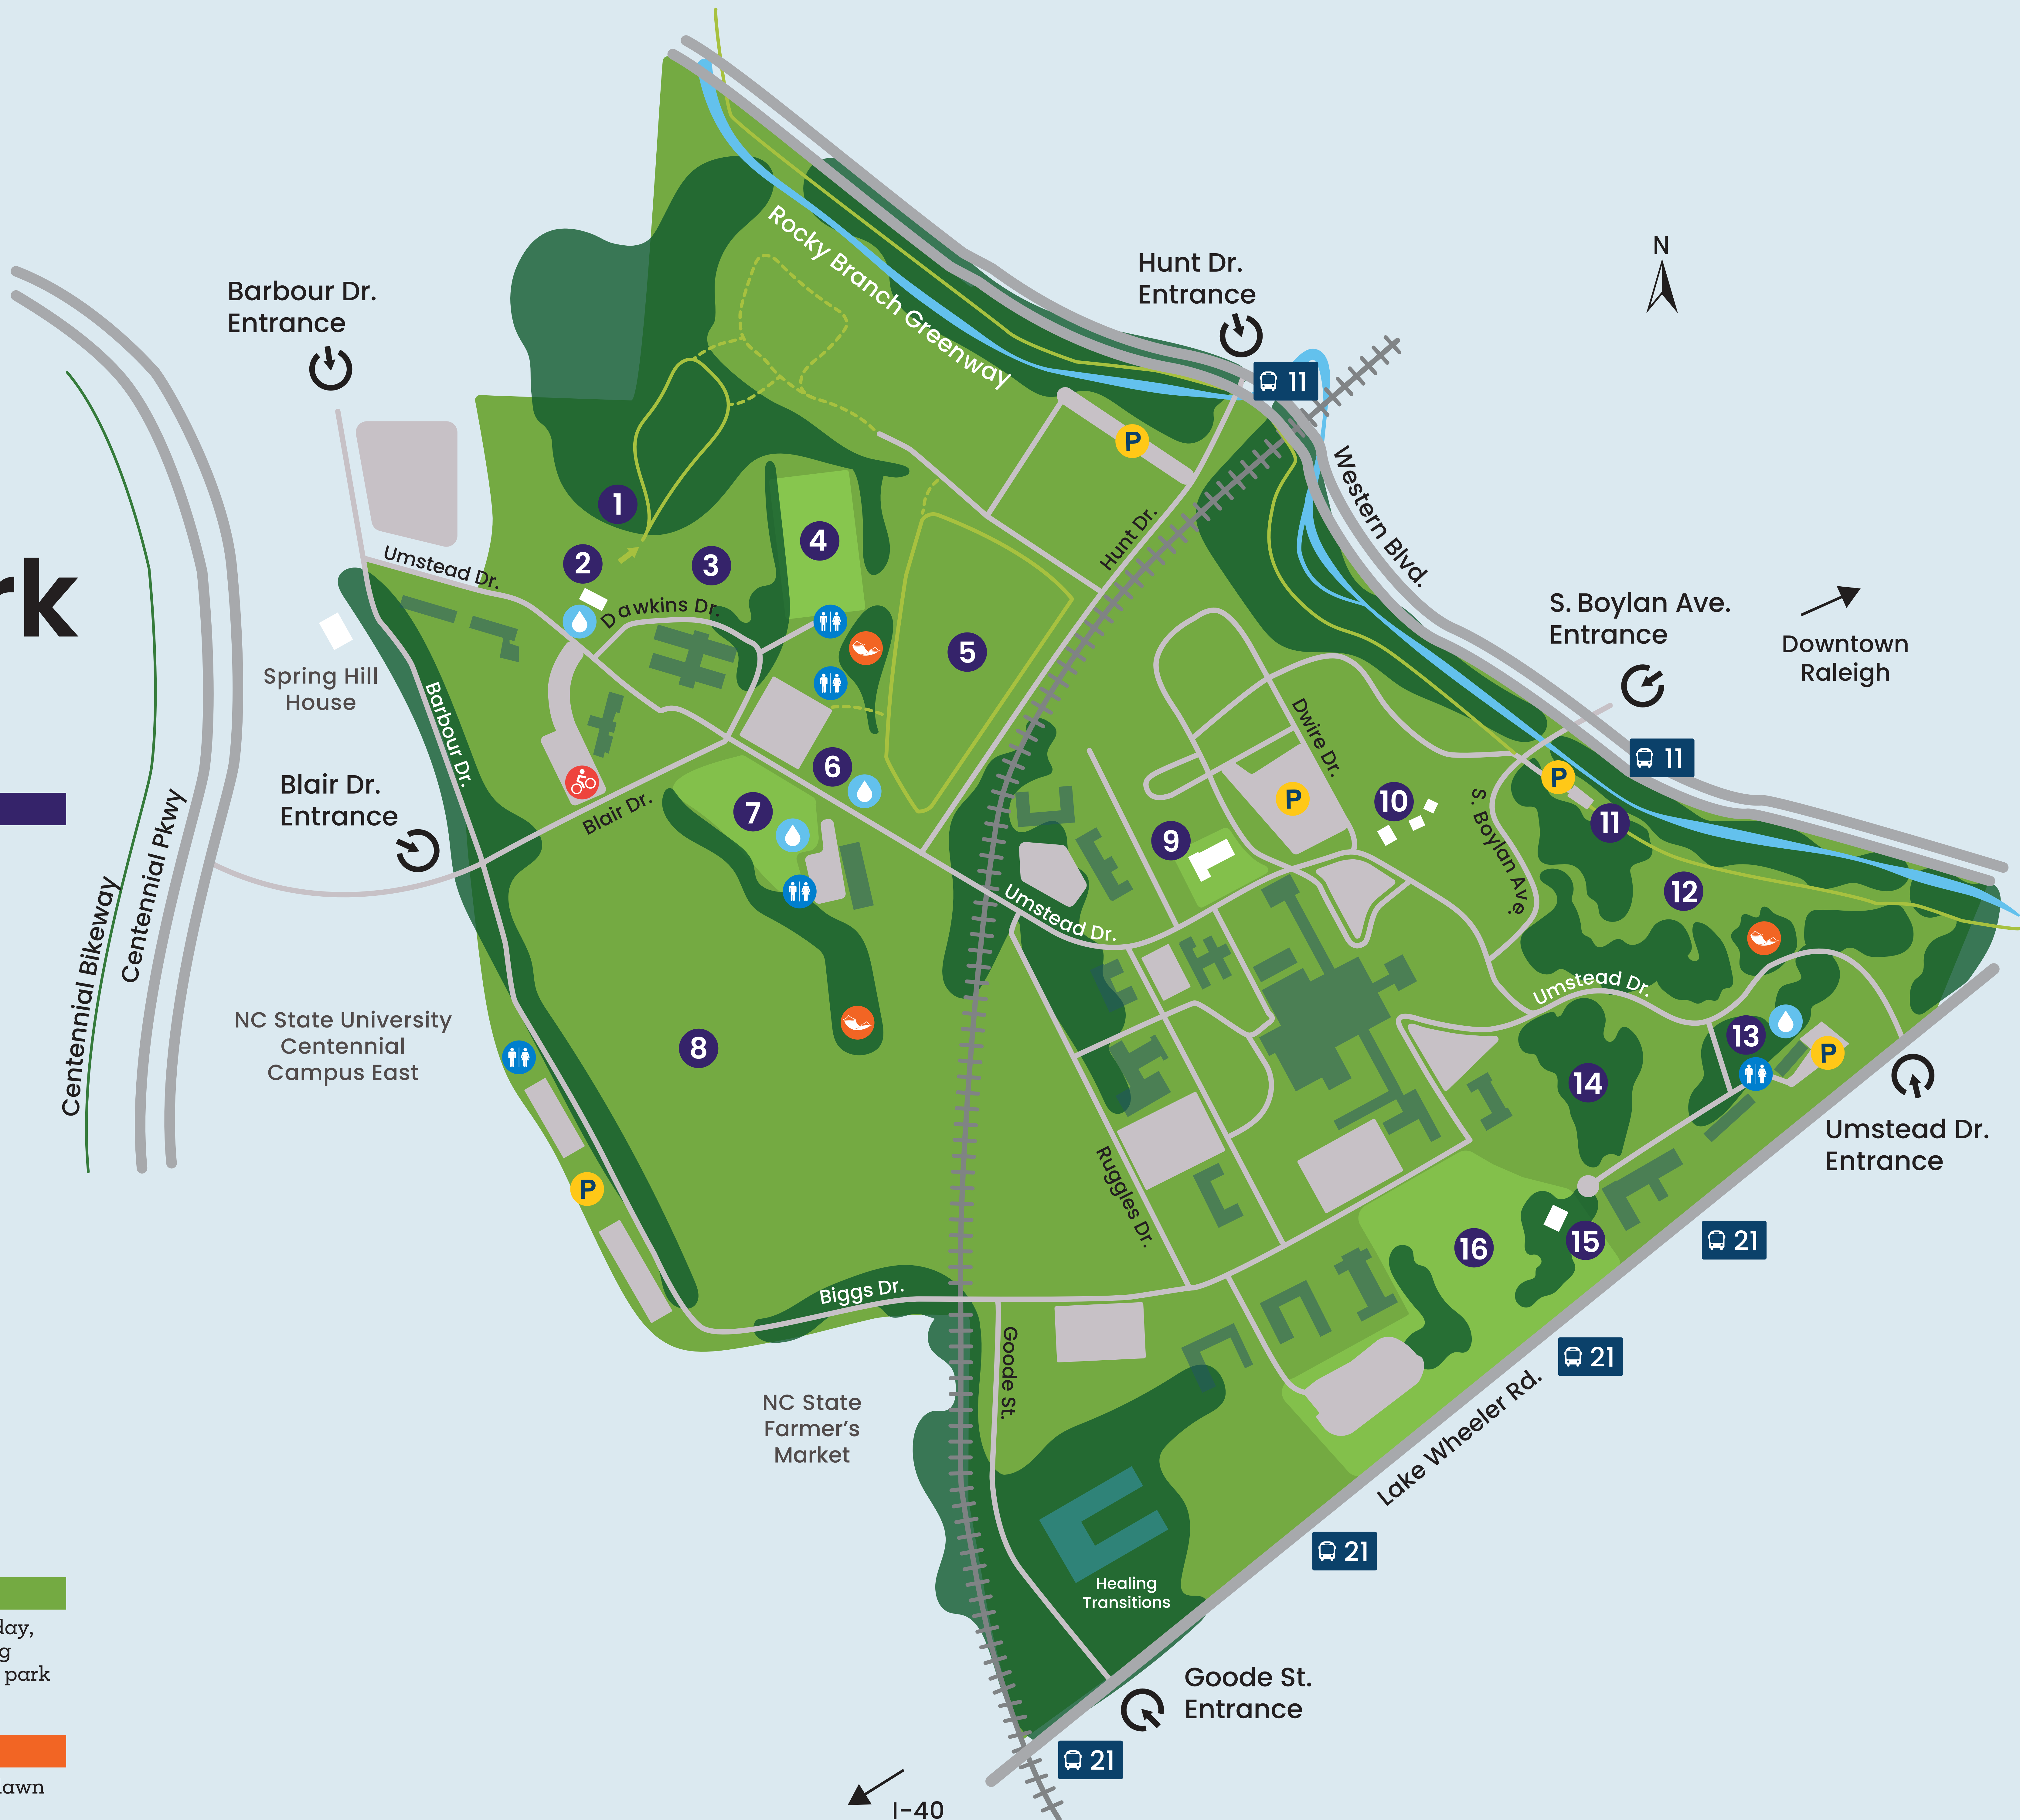 Rocky Branch Greenway
Hunt Dr.
Entrance
N
Barbour Dr.
Entrance
11
P
Western Blvd.
1
4
Hunt Dr.
2
3
Umstead Dr.
Dawkins Dr.
rk
S. Boylan Ave.
Entrance
Downtown
Raleigh
5
Spring Hill
House
Barbour Dr.
Dwire Dr.
11
6
P
P
10
S. Boylan Ave.
Blair Dr.
Entrance
Blair Dr.
7
9
11
Centennial Bikeway
Centennial Pkwy
Umstead Dr.
12
Umstead Dr.
NC State University
Centennial
Campus East
8
13
P
14
Umstead Dr.
Entrance
P
Ruggles Dr.
16
15
21
Biggs Dr.
Goode St.
21
Lake Wheeler Rd.
NC State
Farmer's
Market
21
Healing
Transitions
day,
g
park
Goode St.
Entrance
21
lawn
I-40